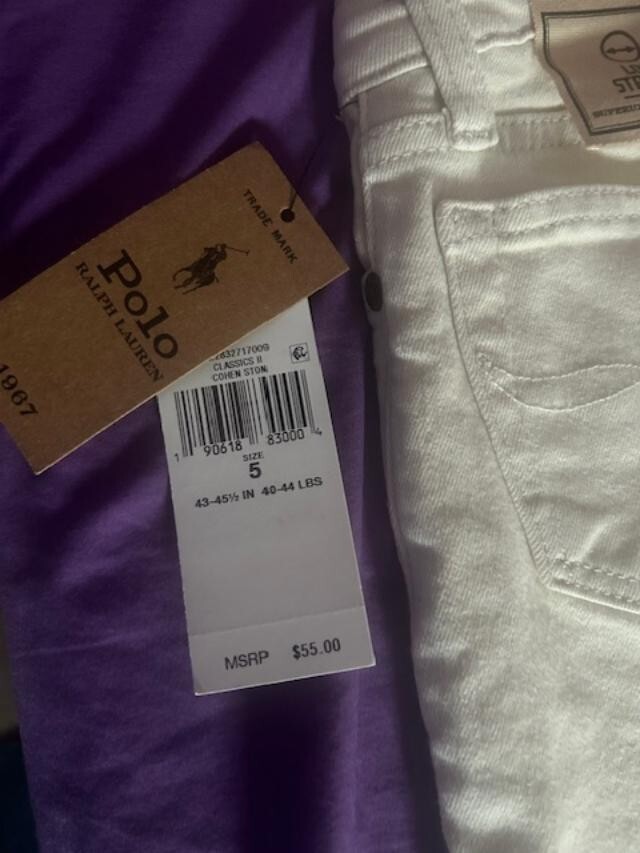 TRADE MARK
Polo
RALPH LAUREN
1967
CLASSICS II
COHEN STON
1 90618 83000 4
SIZE
5
43-45½ IN 40-44 LBS
MSRP $55.00